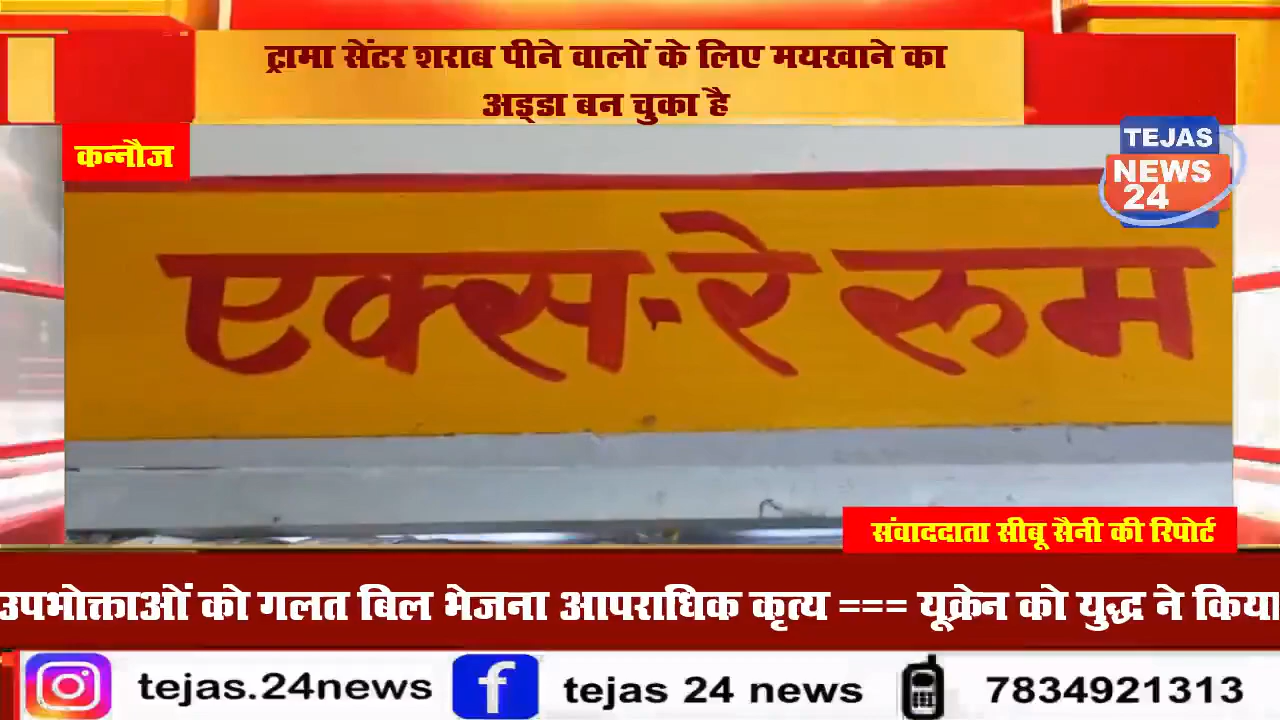 ट्रामा सेंटर शराब पीने वालों के लिए मयखाने का
अड्डा बन चुका है
कन्नौज
TEJAS
NEWS
24
एक्स-रे रूम
संवाददाता सीबू सैनी की रिपोर्ट
उपभोक्ताओं को गलत बिल भेजना आपराधिक कृत्य === यूक्रेन को युद्ध ने किया
tejas.24news tejas 24 news 7834921313